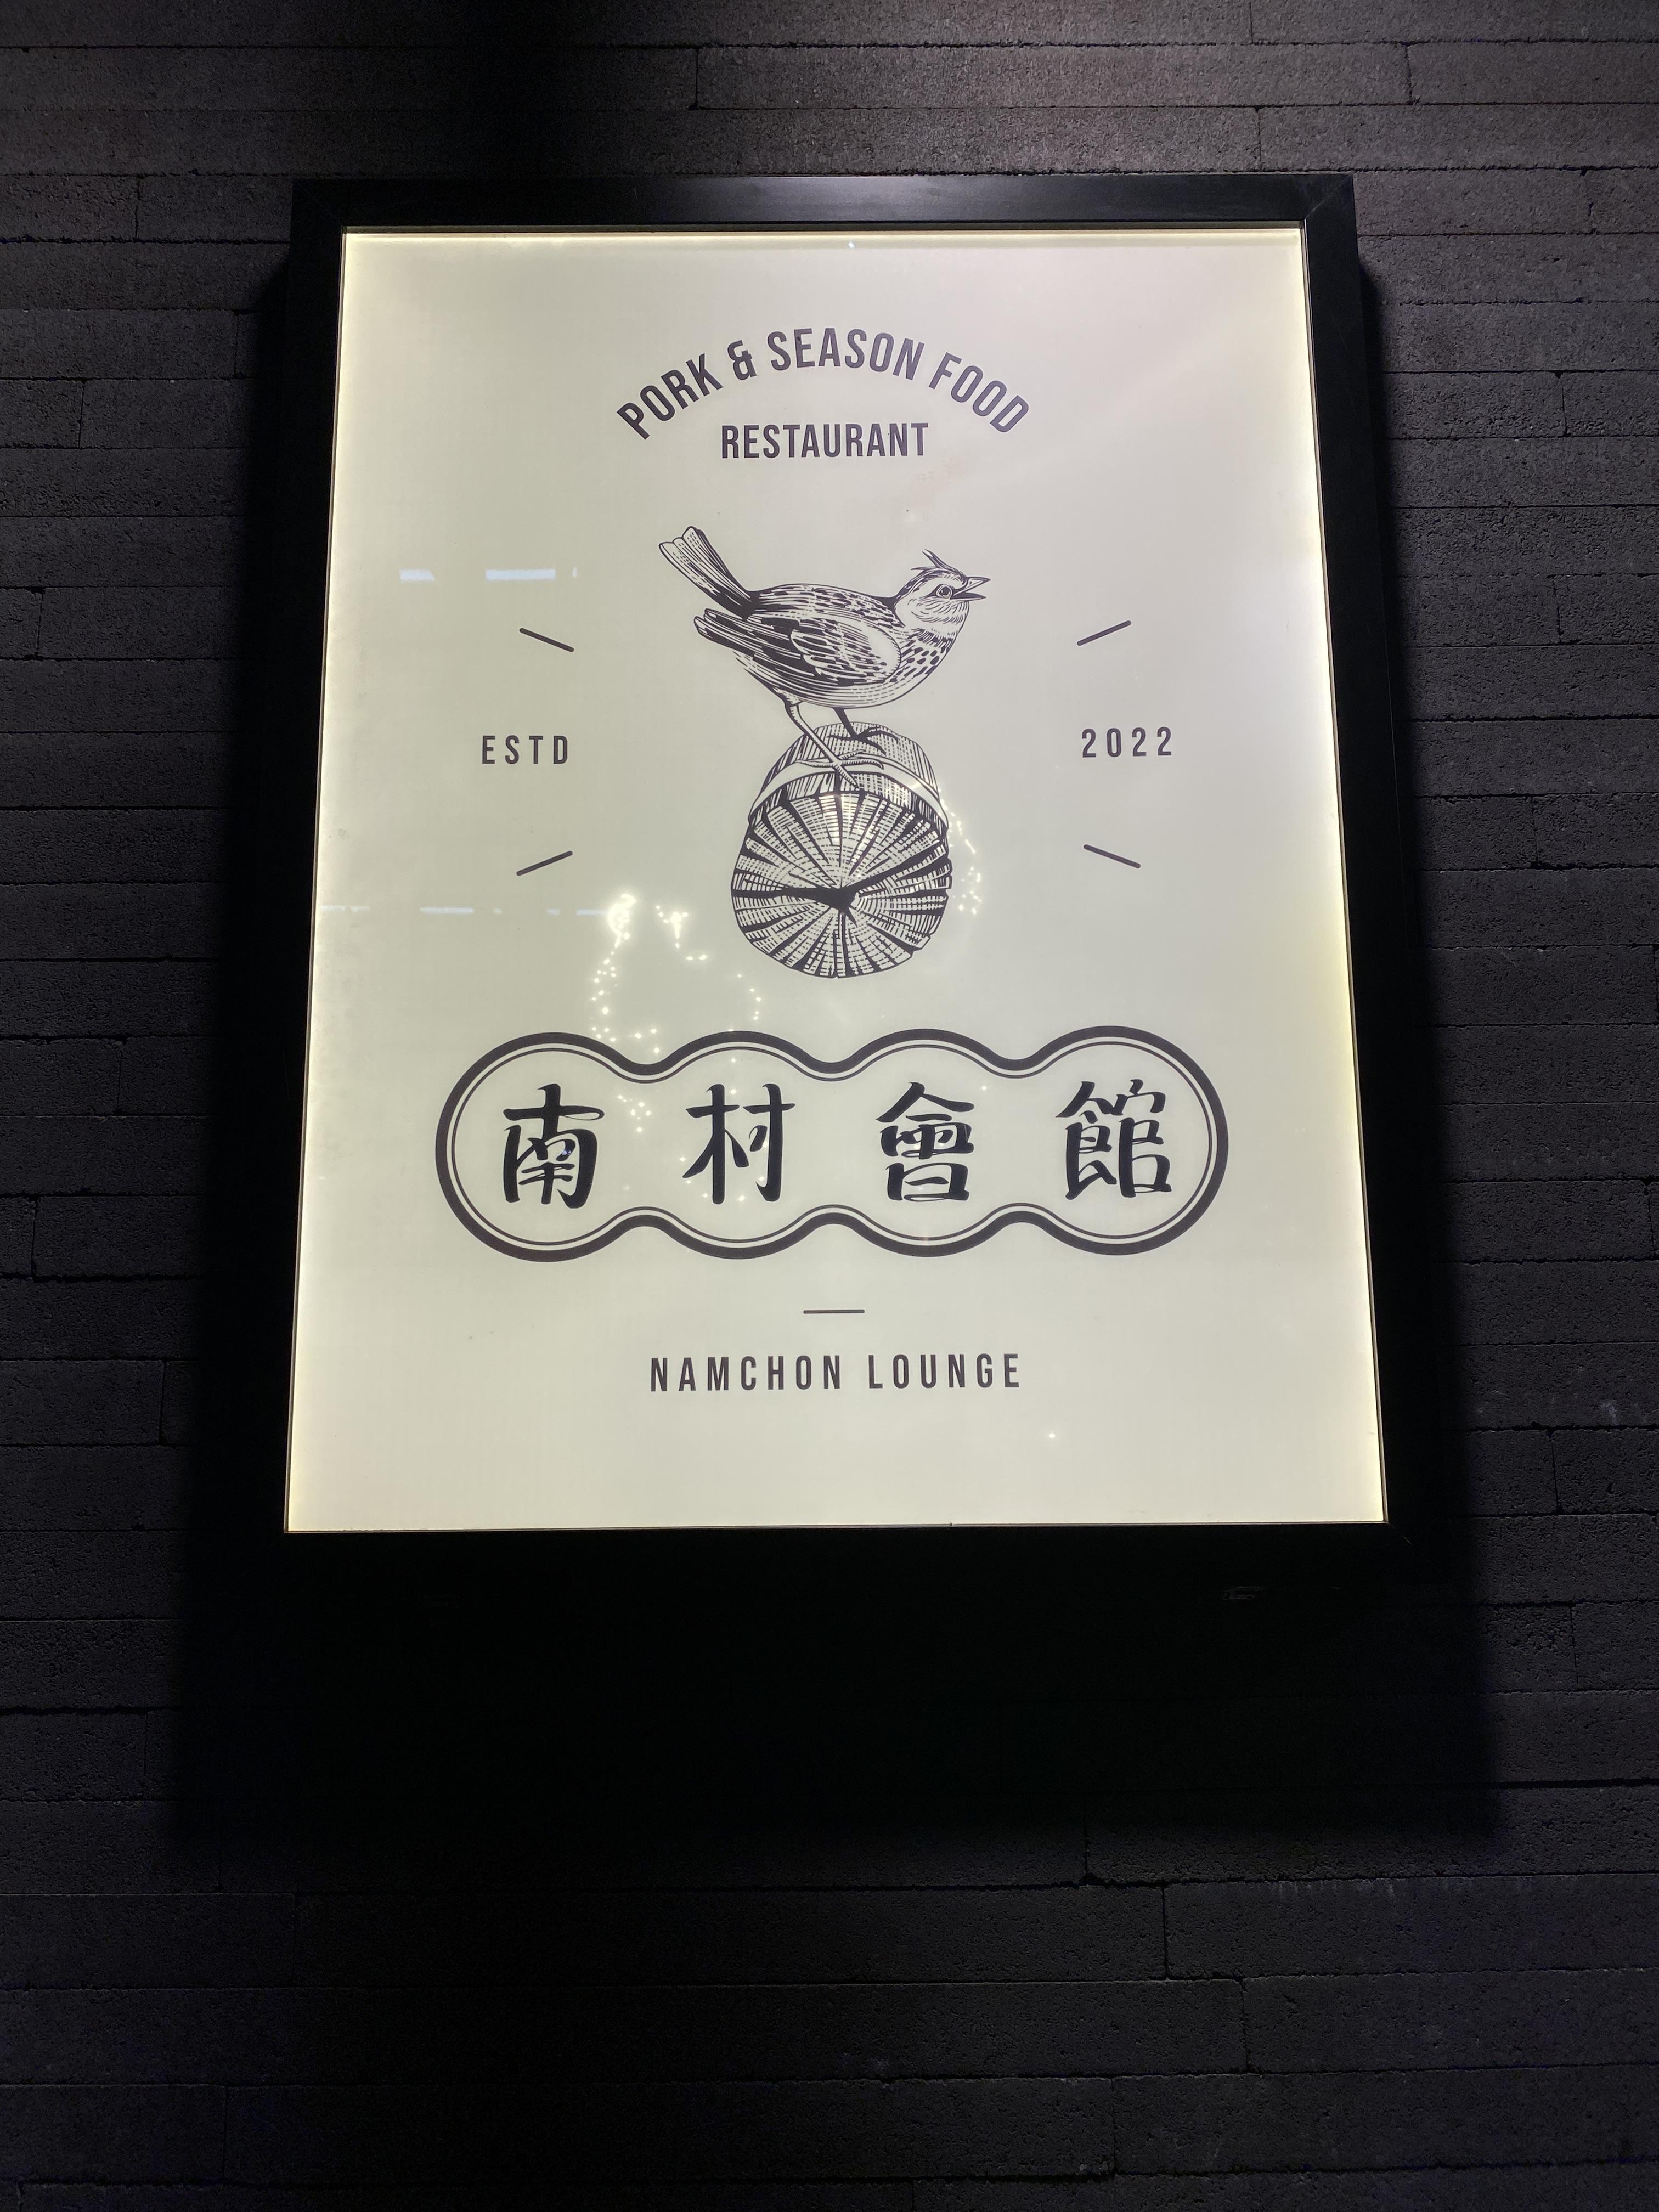 PORK & SEASON FOOD
RESTAURANT
ESTD 2022
南村會館
NAMCHON LOUNGE